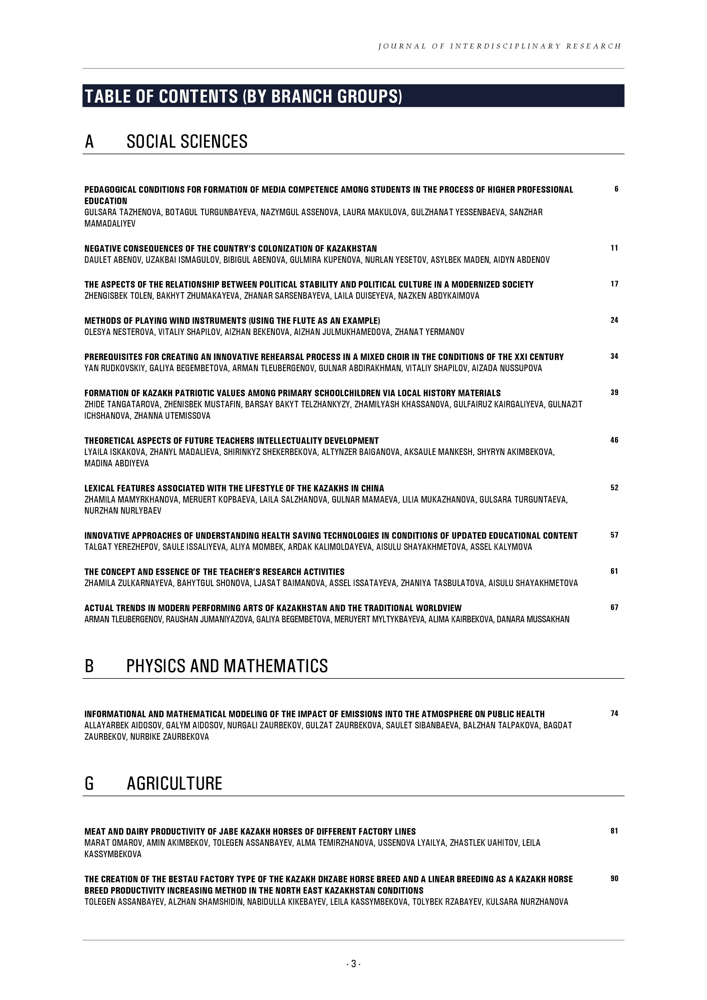 JOURNAL OF INTERDISCIPLINARY RESEARCH
TABLE OF CONTENTS (BY BRANCH GROUPS)
A SOCIAL SCIENCES
PEDAGOGICAL CONDITIONS FOR FORMATION OF MEDIA COMPETENCE AMONG STUDENTS IN THE PROCESS OF HIGHER PROFESSIONAL 6
EDUCATION
GULSARA TAZHENOVA, BOTAGUL TURGUNBAYEVA, NAZYMGUL ASSENOVA, LAURA MAKULOVA, GULZHANAT YESSENBAEVA, SANZHAR
MAMADALIYEV
NEGATIVE CONSEQUENCES OF THE COUNTRY'S COLONIZATION OF KAZAKHSTAN 11
DAULET ABENOV, UZAKBAI ISMAGULOV, BIBIGUL ABENOVA, GULMIRA KUPENOVA, NURLAN YESETOV, ASYLBEK MADEN, AIDYN ABDENOV
THE ASPECTS OF THE RELATIONSHIP BETWEEN POLITICAL STABILITY AND POLITICAL CULTURE IN A MODERNIZED SOCIETY 17
ZHENGISBEK TOLEN, BAKHYT ZHUMAKAYEVA, ZHANAR SARSENBAYEVA, LAILA DUISEYEVA, NAZKEN ABDYKAIMOVA
METHODS OF PLAYING WIND INSTRUMENTS (USING THE FLUTE AS AN EXAMPLE) 24
OLESYA NESTEROVA, VITALIY SHAPILOV, AIZHAN BEKENOVA, AIZHAN JULMUKHAMEDOVA, ZHANAT YERMANOV
PREREQUISITES FOR CREATING AN INNOVATIVE REHEARSAL PROCESS IN A MIXED CHOIR IN THE CONDITIONS OF THE XXI CENTURY 34
YAN RUDKOVSKIY, GALIYA BEGEMBETOVA, ARMAN TLEUBERGENOV, GULNAR ABDIRAKHMAN, VITALIY SHAPILOV, AIZADA NUSSUPOVA
FORMATION OF KAZAKH PATRIOTIC VALUES AMONG PRIMARY SCHOOLCHILDREN VIA LOCAL HISTORY MATERIALS 39
ZHIDE TANGATAROVA, ZHENISBEK MUSTAFIN, BARSAY BAKYT TELZHANKYZY, ZHAMILYASH KHASSANOVA, GULFAIRUZ KAIRGALIYEVA, GULNAZIT
ICHSHANOVA, ZHANNA UTEMISSOVA
THEORETICAL ASPECTS OF FUTURE TEACHERS INTELLECTUALITY DEVELOPMENT 46
LYAILA ISKAKOVA, ZHANYL MADALIEVA, SHIRINKYZ SHEKERBEKOVA, ALTYNZER BAIGANOVA, AKSAULE MANKESH, SHYRYN AKIMBEKOVA,
MADINA ABDIYEVA
LEXICAL FEATURES ASSOCIATED WITH THE LIFESTYLE OF THE KAZAKHS IN CHINA 52
ZHAMILA MAMYRKHANOVA, MERUERT KOPBAEVA, LAILA SALZHANOVA, GULNAR MAMAEVA, LILIA MUKAZHANOVA, GULSARA TURGUNTAEVA,
NURZHAN NURLYBAEV
INNOVATIVE APPROACHES OF UNDERSTANDING HEALTH SAVING TECHNOLOGIES IN CONDITIONS OF UPDATED EDUCATIONAL CONTENT 57
TALGAT YEREZHEPOV, SAULE ISSALIYEVA, ALIYA MOMBEK, ARDAK KALIMOLDAYEVA, AISULU SHAYAKHMETOVA, ASSEL KALYMOVA
THE CONCEPT AND ESSENCE OF THE TEACHER'S RESEARCH ACTIVITIES 61
ZHAMILA ZULKARNAYEVA, BAHYTGUL SHONOVA, LJASAT BAIMANOVA, ASSEL ISSATAYEVA, ZHANIYA TASBULATOVA, AISULU SHAYAKHMETOVA
ACTUAL TRENDS IN MODERN PERFORMING ARTS OF KAZAKHSTAN AND THE TRADITIONAL WORLDVIEW 67
ARMAN TLEUBERGENOV, RAUSHAN JUMANIYAZOVA, GALIYA BEGEMBETOVA, MERUYERT MYLTYKBAYEVA, ALIMA KAIRBEKOVA, DANARA MUSSAKHAN
B PHYSICS AND MATHEMATICS
INFORMATIONAL AND MATHEMATICAL MODELING OF THE IMPACT OF EMISSIONS INTO THE ATMOSPHERE ON PUBLIC HEALTH 74
ALLAYARBEK AIDOSOV, GALYM AIDOSOV, NURGALI ZAURBEKOV, GULZAT ZAURBEKOVA, SAULET SIBANBAEVA, BALZHAN TALPAKOVA, BAGDAT
ZAURBEKOV, NURBIKE ZAURBEKOVA
G AGRICULTURE
MEAT AND DAIRY PRODUCTIVITY OF JABE KAZAKH HORSES OF DIFFERENT FACTORY LINES 81
MARAT OMAROV, AMIN AKIMBEKOV, TOLEGEN ASSANBAYEV, ALMA TEMIRZHANOVA, USSENOVA LYAILYA, ZHASTLEK UAHITOV, LEILA
KASSYMBEKOVA
THE CREATION OF THE BESTAU FACTORY TYPE OF THE KAZAKH DHZABE HORSE BREED AND A LINEAR BREEDING AS A KAZAKH HORSE 90
BREED PRODUCTIVITY INCREASING METHOD IN THE NORTH EAST KAZAKHSTAN CONDITIONS
TOLEGEN ASSANBAYEV, ALZHAN SHAMSHIDIN, NABIDULLA KIKEBAYEV, LEILA KASSYMBEKOVA, TOLYBEK RZABAYEV, KULSARA NURZHANOVA
- 3 -